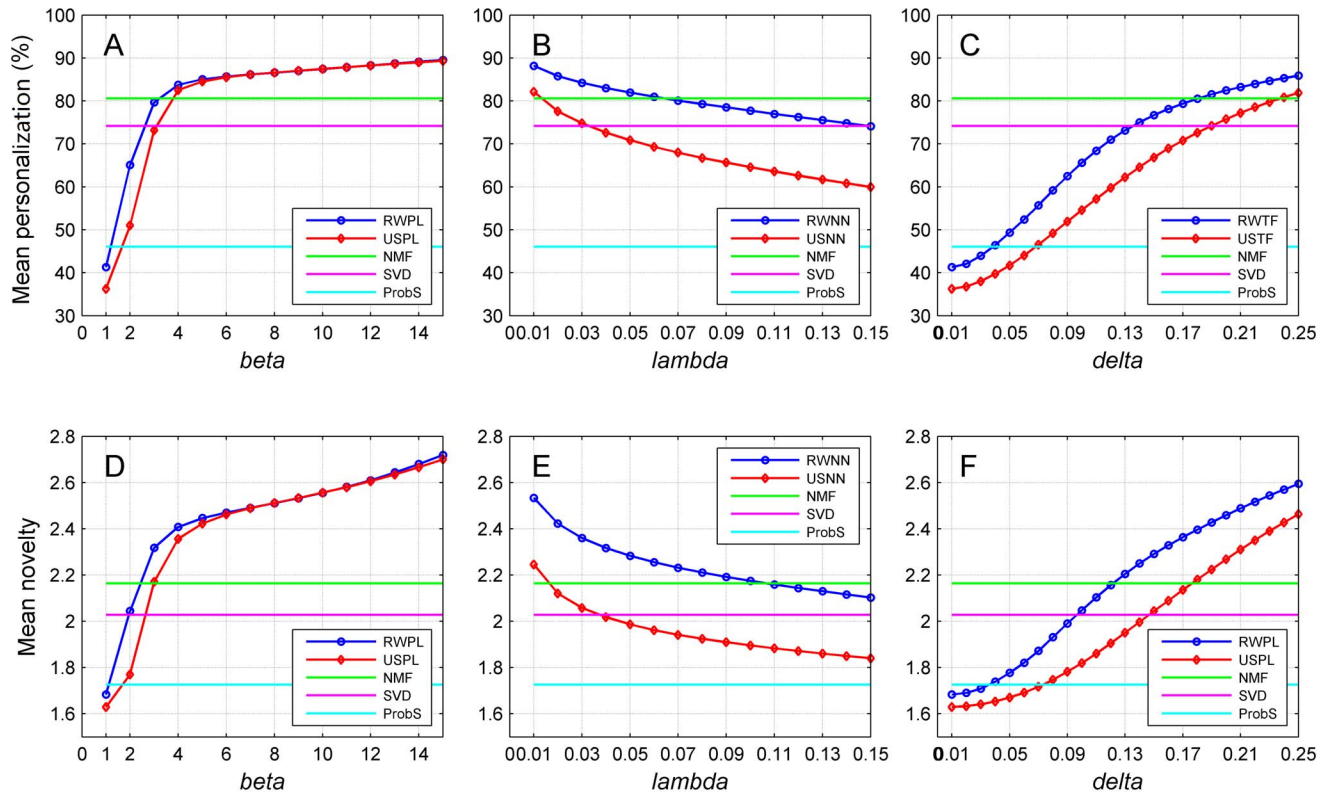 A
Mean personalization (%)
100
90
80
70
60
50
40
30
0 1 2 4 6 8 10 12 14
beta
RWPL
USPL
NMF
SVD
ProbS
B
100
90
80
70
60
50
40
30
0 0.01 0.03 0.05 0.07 0.09 0.11 0.13 0.15
lambda
RWNN
USNN
NMF
SVD
ProbS
C
100
90
80
70
60
50
40
30
0 0.01 0.05 0.09 0.13 0.17 0.21 0.25
delta
RWTF
USTF
NMF
SVD
ProbS
D
Mean novelty
2.8
2.6
2.4
2.2
2
1.8
1.6
0 1 2 4 6 8 10 12 14
beta
RWPL
USPL
NMF
SVD
ProbS
E
2.8
2.6
2.4
2.2
2
1.8
1.6
0 0.01 0.03 0.05 0.07 0.09 0.11 0.13 0.15
lambda
RWNN
USNN
NMF
SVD
ProbS
F
2.8
2.6
2.4
2.2
2
1.8
1.6
0 0.01 0.05 0.09 0.13 0.17 0.21 0.25
delta
RWPL
USPL
NMF
SVD
ProbS